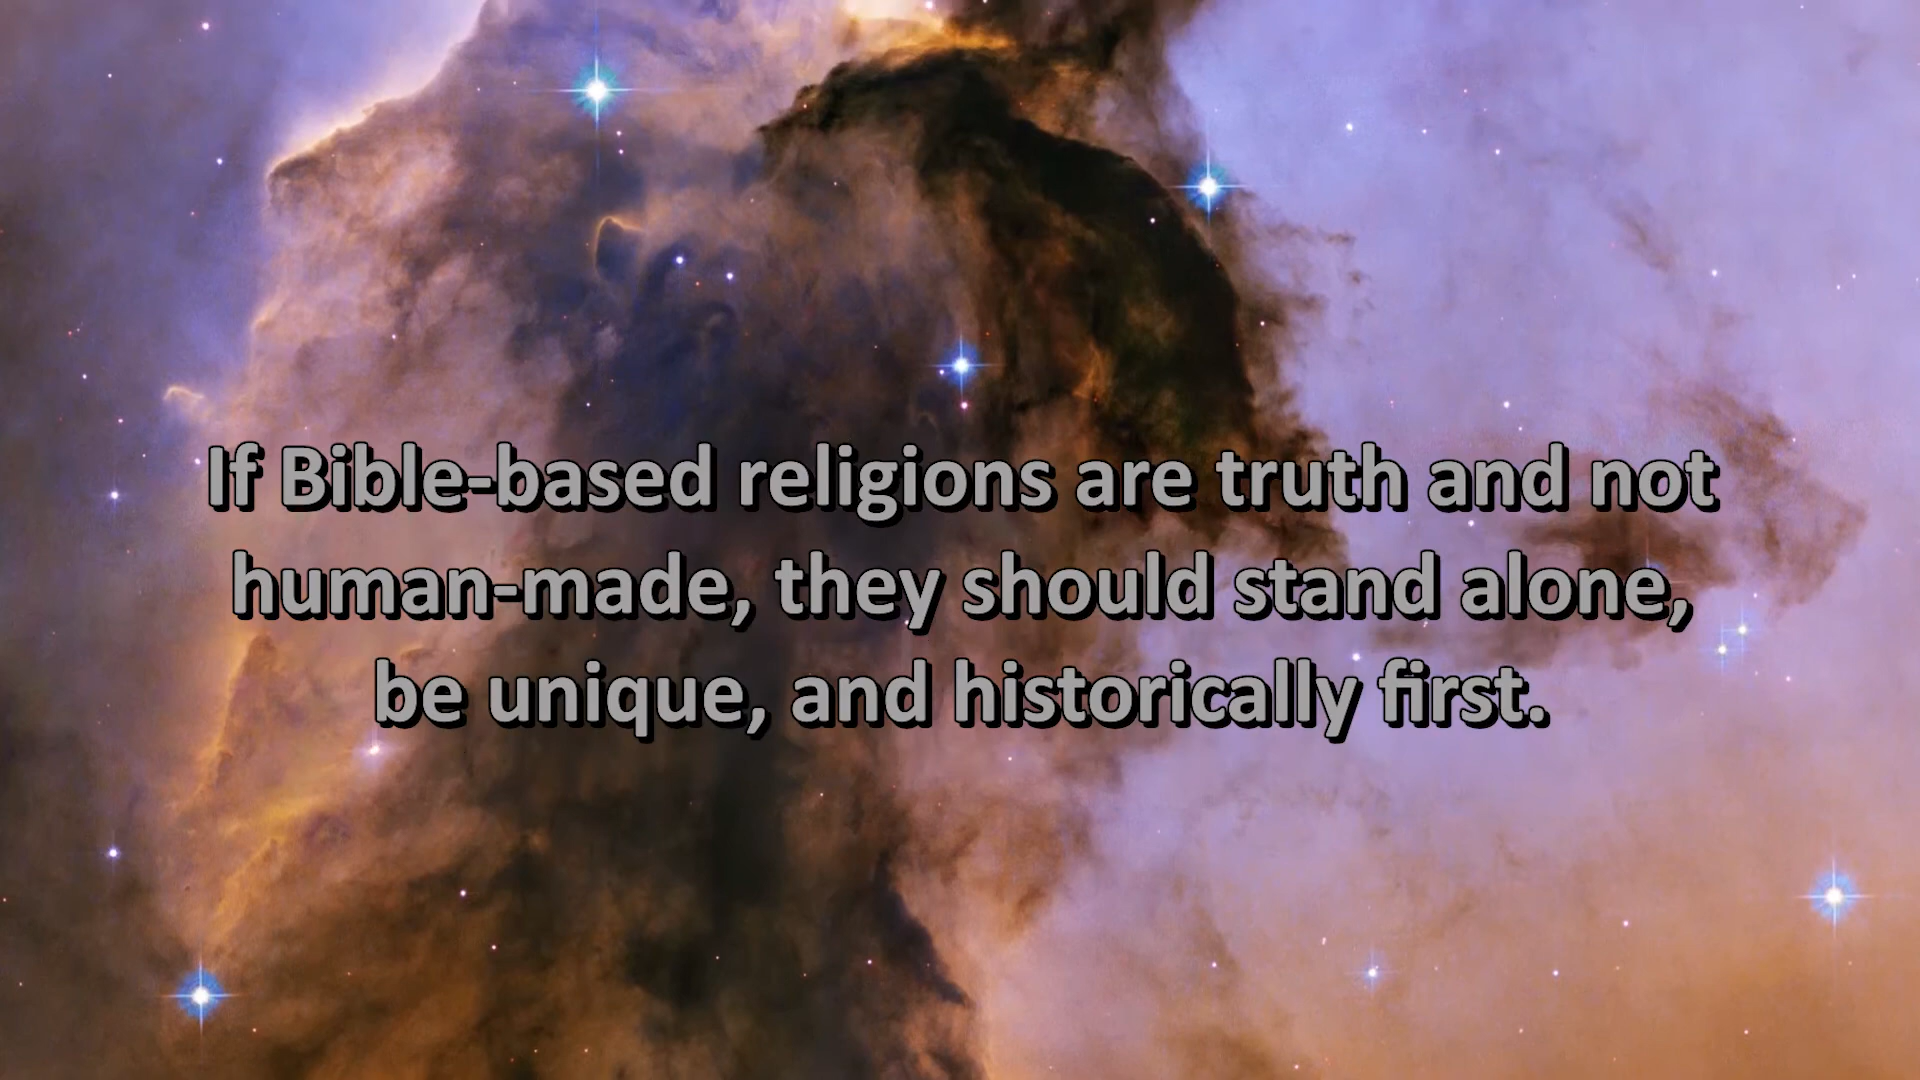 If Bible-based religions are truth and not
human-made, they should stand alone,
be unique, and historically first.